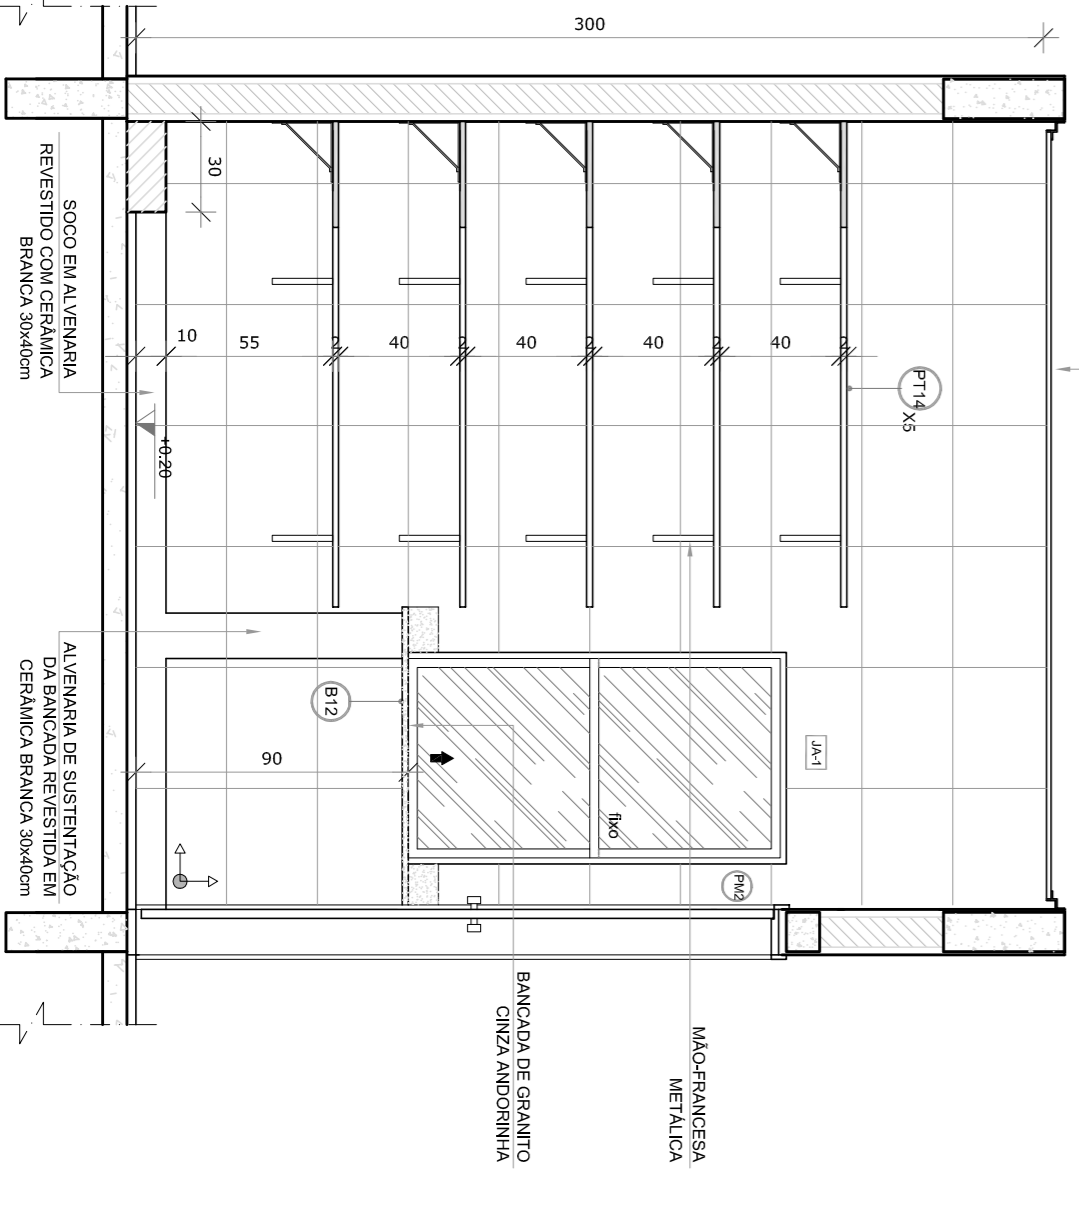 300
30
SOCO EM ALVENARIA
REVESTIDO COM CERÂMICA
BRANCA 30x40cm
10
55
2
40
2
40
2
40
2
40
2
PT14
X5
+0.20
ALVENARIA DE SUSTENTAÇÃO
DA BANCADA REVESTIDA EM
CERÂMICA BRANCA 30x40cm
B12
90
JA-1
fixo
PM2
BANCADA DE GRANITO
CINZA ANDORINHA
MÃO-FRANCESA
METÁLICA